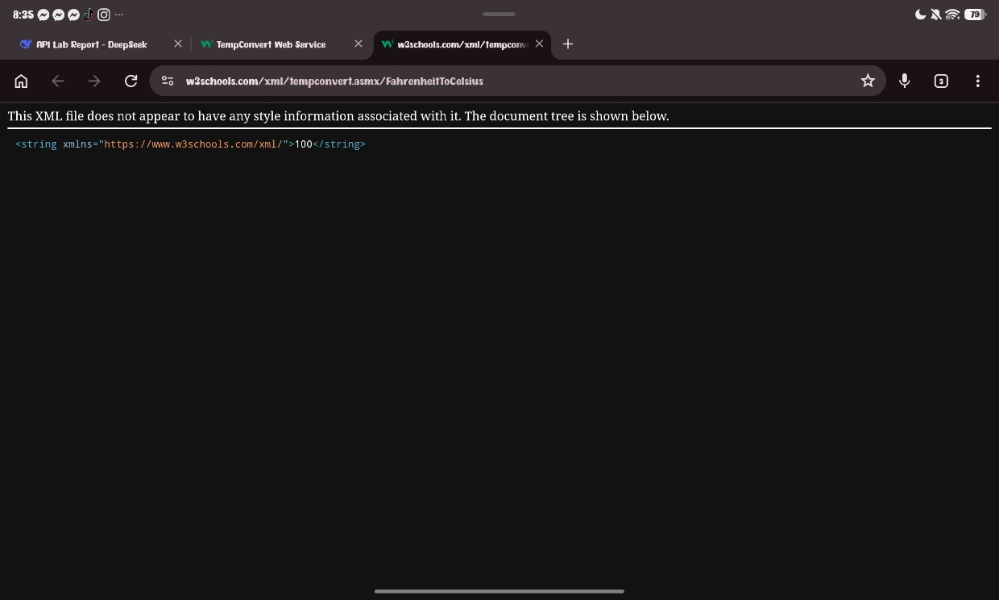 8:35 ...
79
API Lab Report - DeepSeek
TempConvert Web Service
w3schools.com/xml/tempconv
w3schools.com/xml/tempconvert.asmx/FahrenheitToCelsius
3
This XML file does not appear to have any style information associated with it. The document tree is shown below.
<string xmlns="https://www.w3schools.com/xml/">100</string>